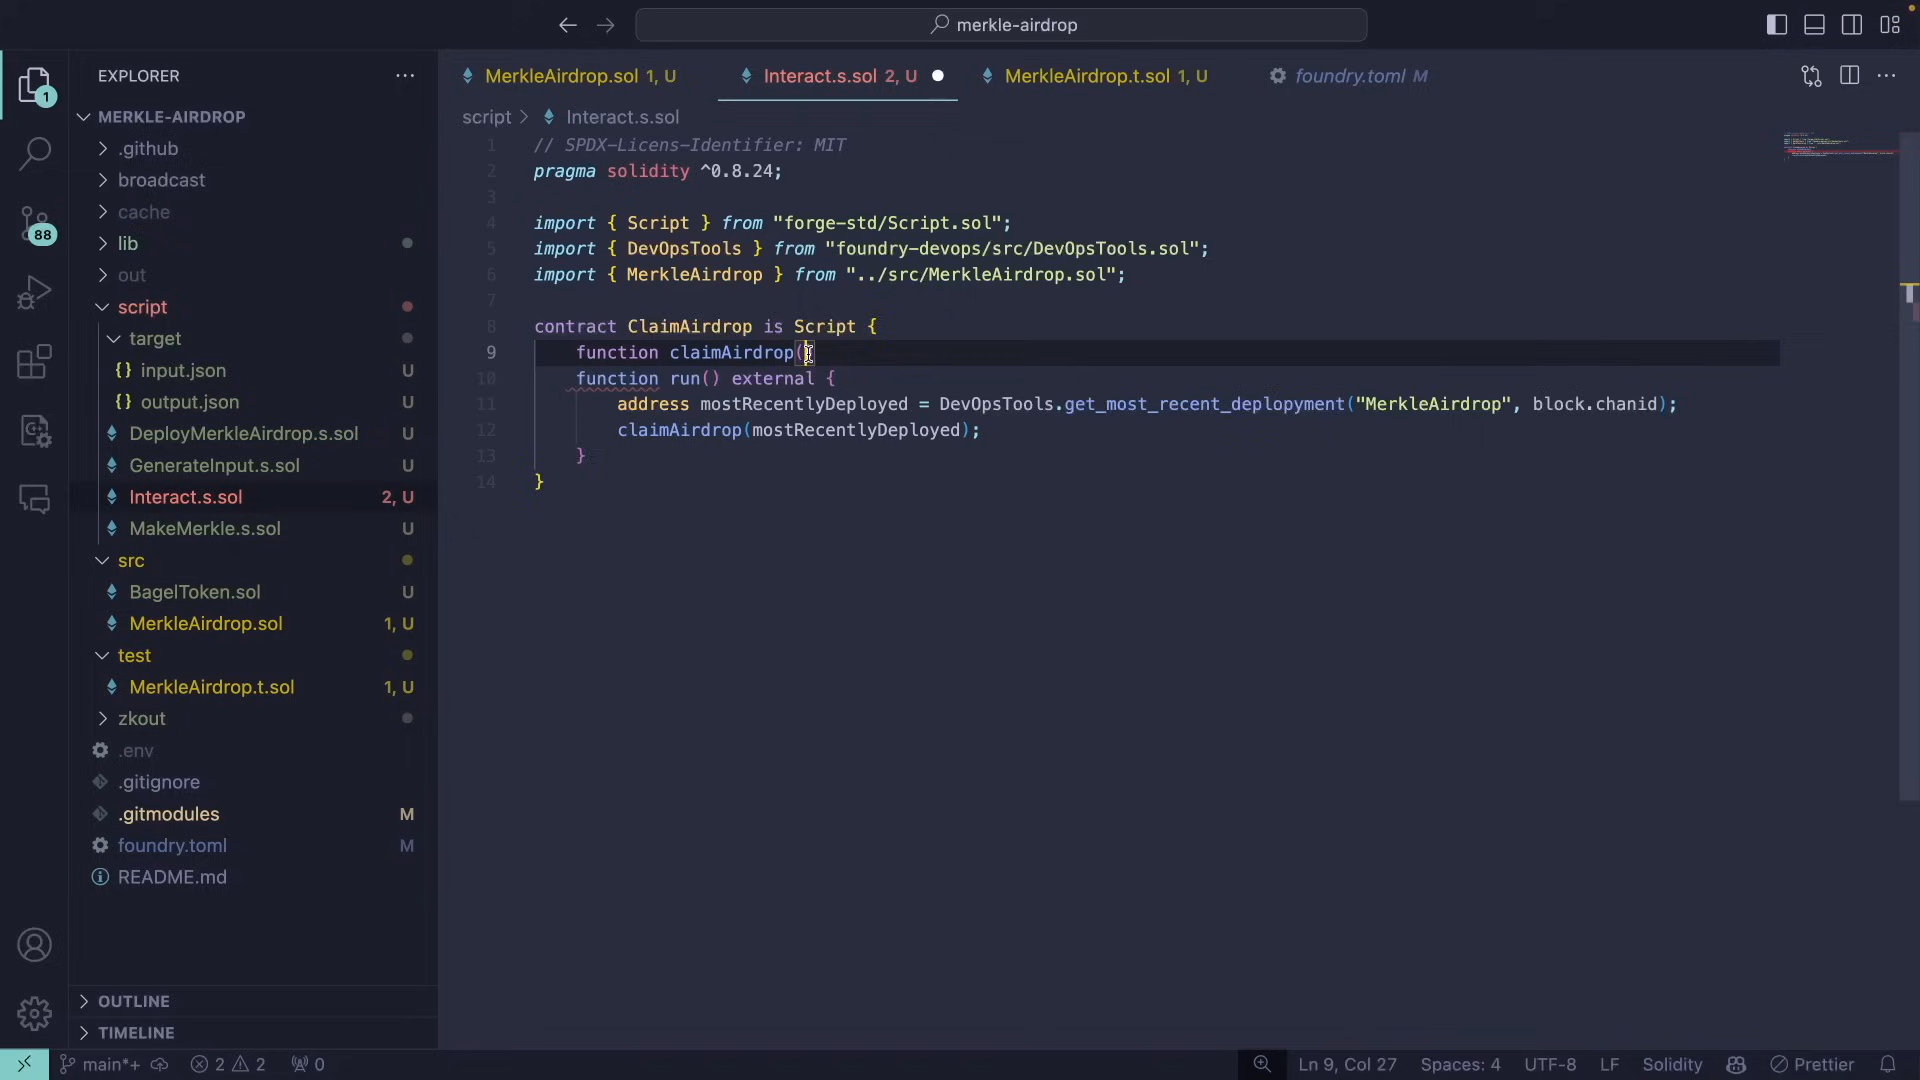 merkle-airdrop
EXPLORER
MerkleAirdrop.sol 1, U
Interact.s.sol 2, U
MerkleAirdrop.t.sol 1, U
foundry.toml M
1
MERKLE-AIRDROP
script > Interact.s.sol
.github
1 // SPDX-Licens-Identifier: MIT
broadcast
2 pragma solidity ^0.8.24;
cache
3
88
lib
4 import { Script } from "forge-std/Script.sol";
5 import { DevOpsTools } from "foundry-devops/src/DevOpsTools.sol";
out
6 import { MerkleAirdrop } from "../src/MerkleAirdrop.sol";
script
7
target
8 contract ClaimAirdrop is Script {
input.json U
9 function claimAirdrop()
output.json U
10 function run() external {
DeployMerkleAirdrop.s.sol U
11 address mostRecentlyDeployed = DevOpsTools.get_most_recent_deplopyment("MerkleAirdrop", block.chanid);
GenerateInput.s.sol U
12 claimAirdrop(mostRecentlyDeployed);
Interact.s.sol 2, U
13 }
MakeMerkle.s.sol U
14 }
src
BagelToken.sol U
MerkleAirdrop.sol 1, U
test
MerkleAirdrop.t.sol 1, U
zkout
.env
.gitignore
.gitmodules M
foundry.toml M
README.md
OUTLINE
TIMELINE
main*+ 2 2 0 Ln 9, Col 27 Spaces: 4 UTF-8 LF Solidity Prettier